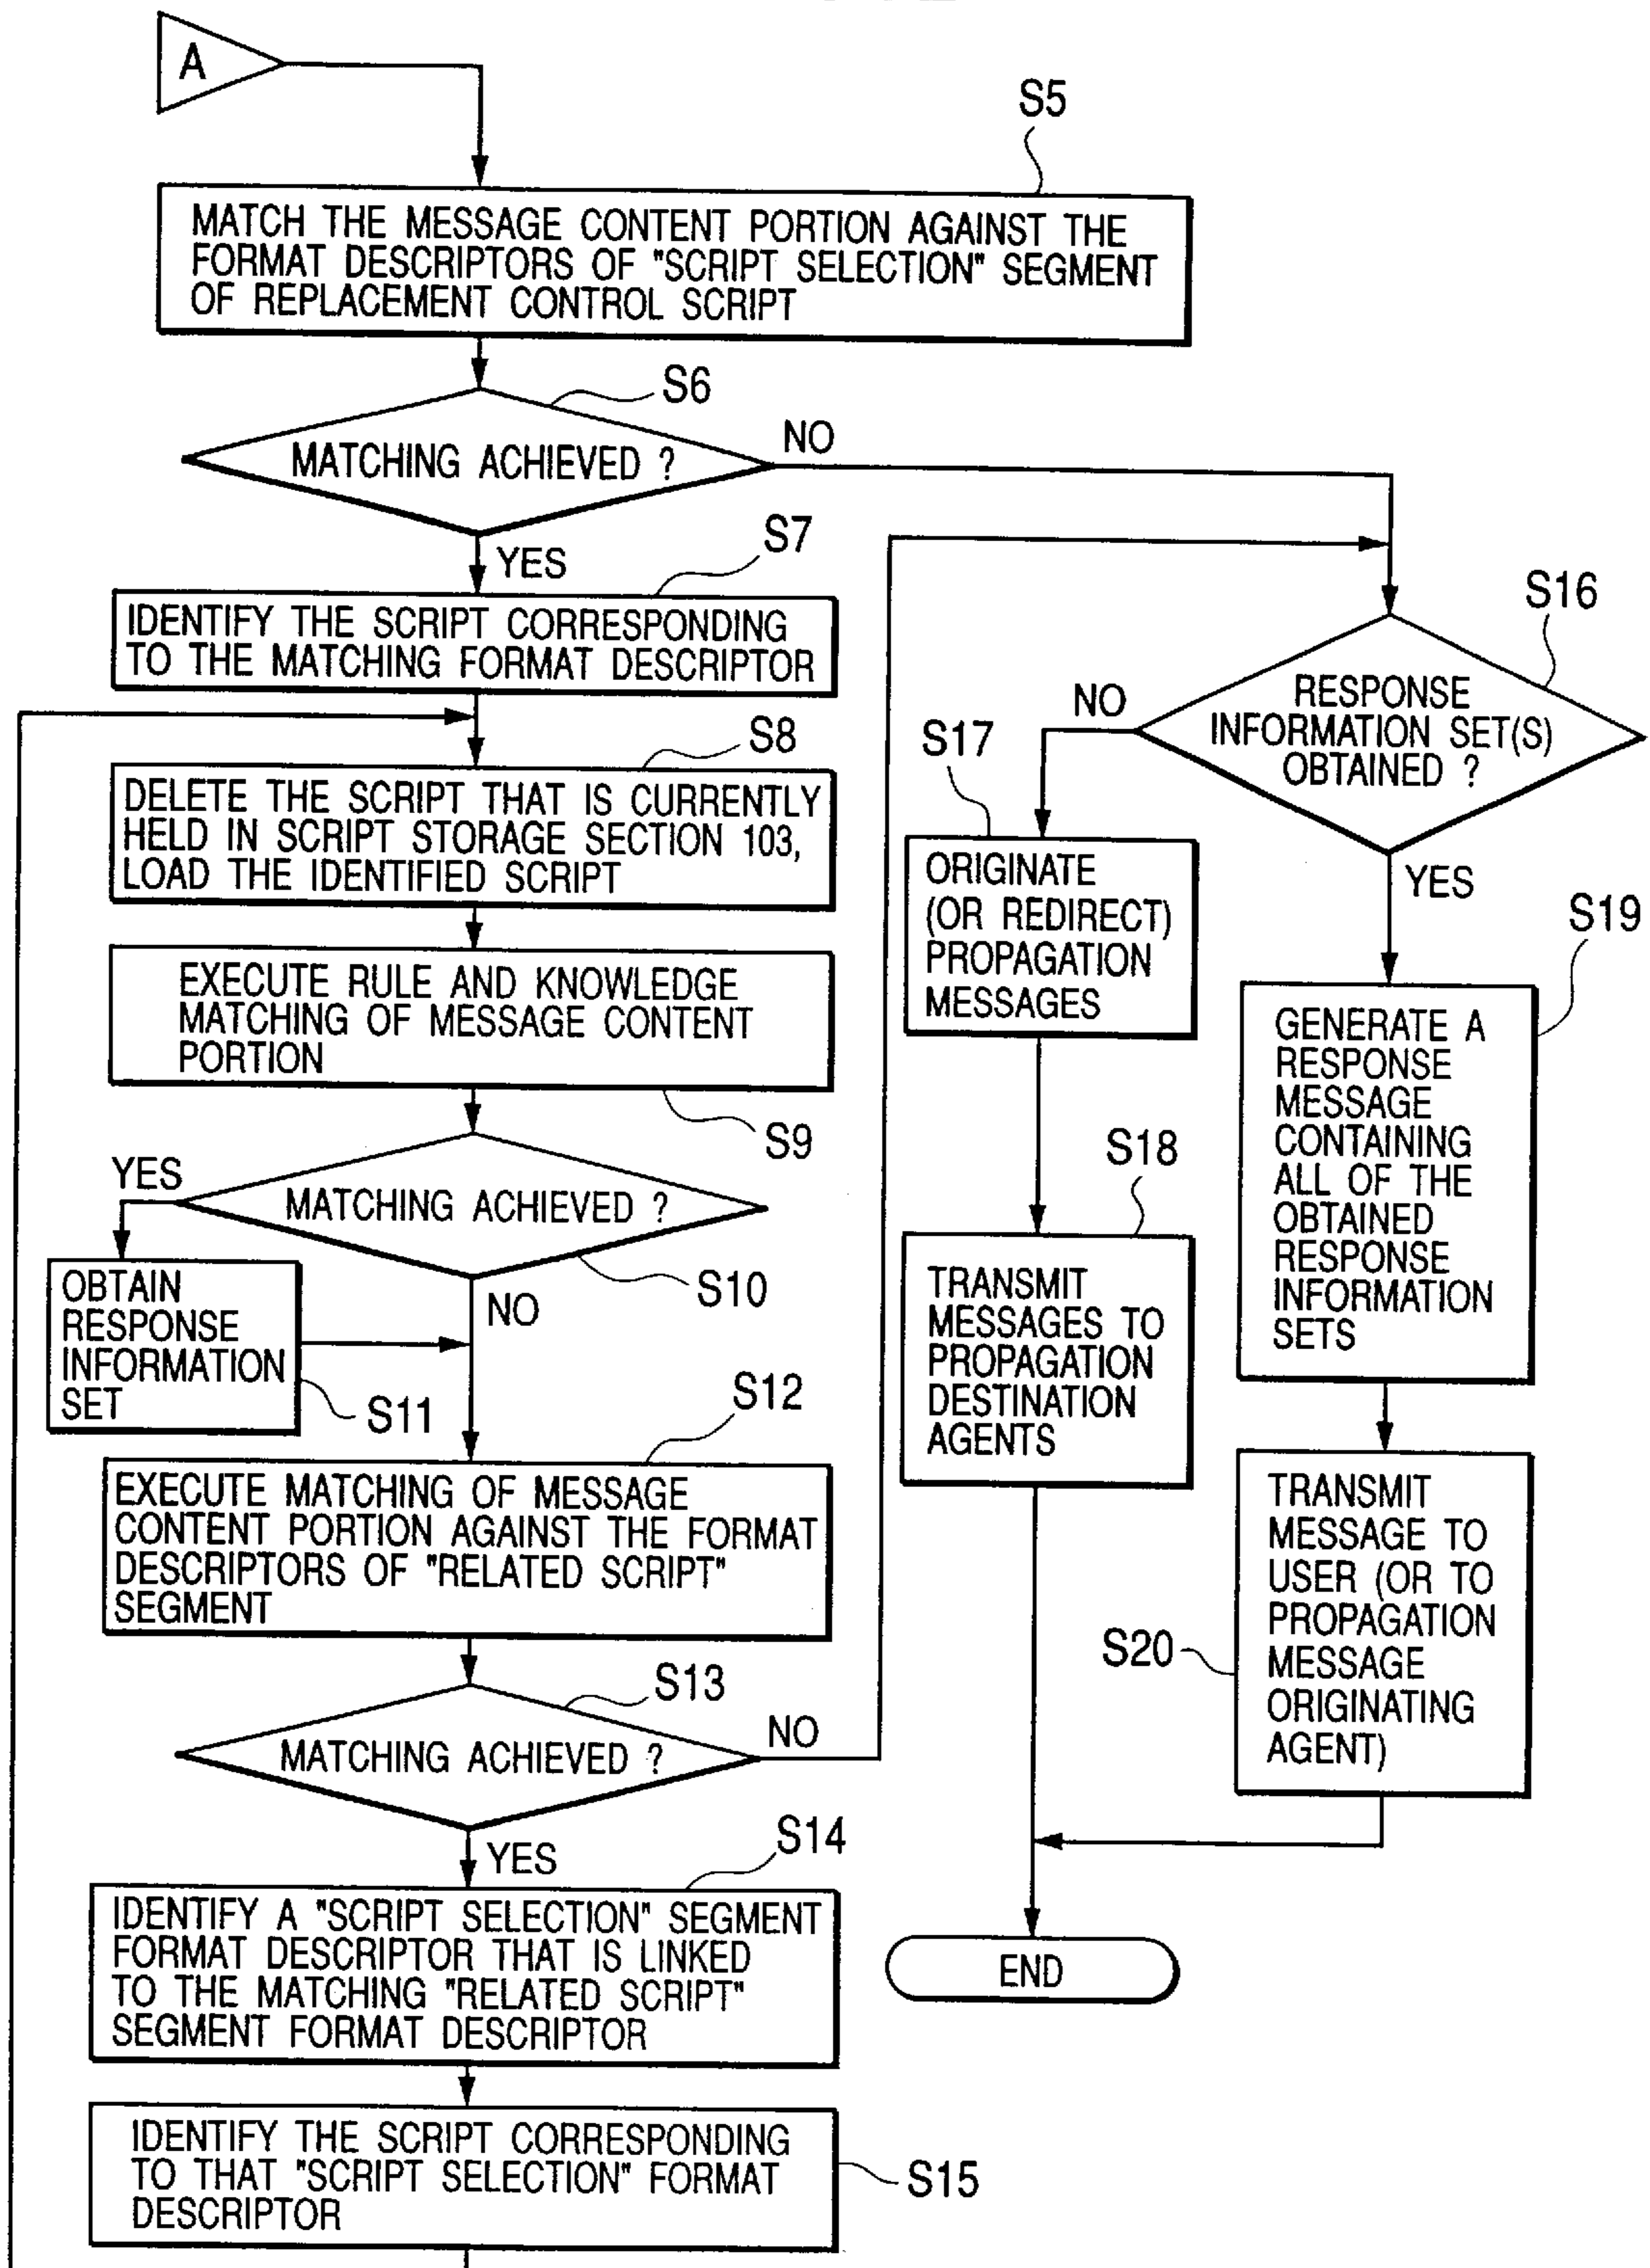 A
S5
MATCH THE MESSAGE CONTENT PORTION AGAINST THE
FORMAT DESCRIPTORS OF "SCRIPT SELECTION" SEGMENT
OF REPLACEMENT CONTROL SCRIPT
S6
MATCHING ACHIEVED ?
NO
YES
S7
IDENTIFY THE SCRIPT CORRESPONDING
TO THE MATCHING FORMAT DESCRIPTOR
S8
DELETE THE SCRIPT THAT IS CURRENTLY
HELD IN SCRIPT STORAGE SECTION 103,
LOAD THE IDENTIFIED SCRIPT
EXECUTE RULE AND KNOWLEDGE
MATCHING OF MESSAGE CONTENT
PORTION
S9
YES
MATCHING ACHIEVED ?
S10
NO
OBTAIN
RESPONSE
INFORMATION
SET
S11
S12
EXECUTE MATCHING OF MESSAGE
CONTENT PORTION AGAINST THE FORMAT
DESCRIPTORS OF "RELATED SCRIPT"
SEGMENT
S13
MATCHING ACHIEVED ?
NO
YES
S14
IDENTIFY A "SCRIPT SELECTION" SEGMENT
FORMAT DESCRIPTOR THAT IS LINKED
TO THE MATCHING "RELATED SCRIPT"
SEGMENT FORMAT DESCRIPTOR
IDENTIFY THE SCRIPT CORRESPONDING
TO THAT "SCRIPT SELECTION" FORMAT
DESCRIPTOR
S15
S16
RESPONSE
INFORMATION SET(S)
OBTAINED ?
NO
YES
S17
ORIGINATE
(OR REDIRECT)
PROPAGATION
MESSAGES
S18
TRANSMIT
MESSAGES TO
PROPAGATION
DESTINATION
AGENTS
S19
GENERATE A
RESPONSE
MESSAGE
CONTAINING
ALL OF THE
OBTAINED
RESPONSE
INFORMATION
SETS
S20
TRANSMIT
MESSAGE TO
USER (OR TO
PROPAGATION
MESSAGE
ORIGINATING
AGENT)
END